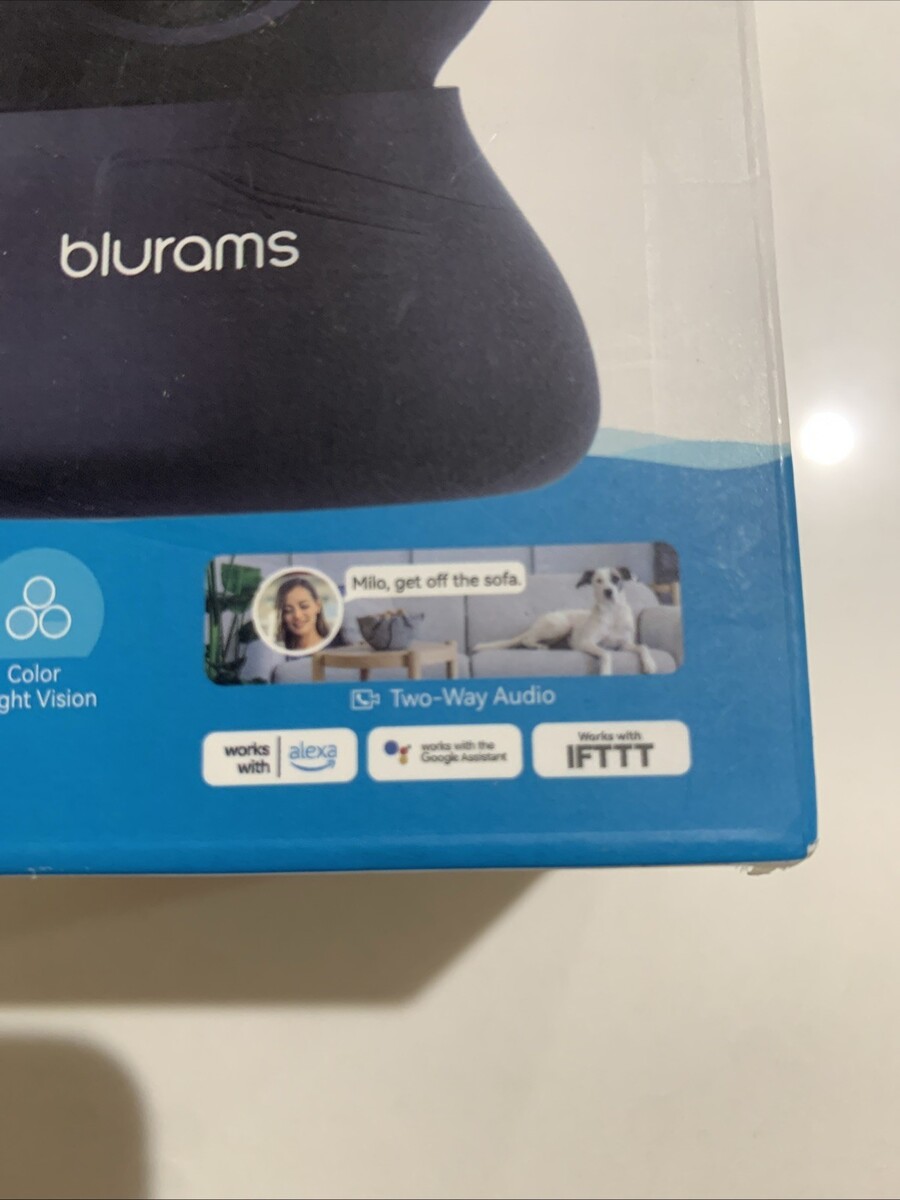 blurams
Milo, get off the sofa.
Color
ght Vision
Two-Way Audio
works
with
alexa
works with the
Google Assistant
Works with
IFTTT